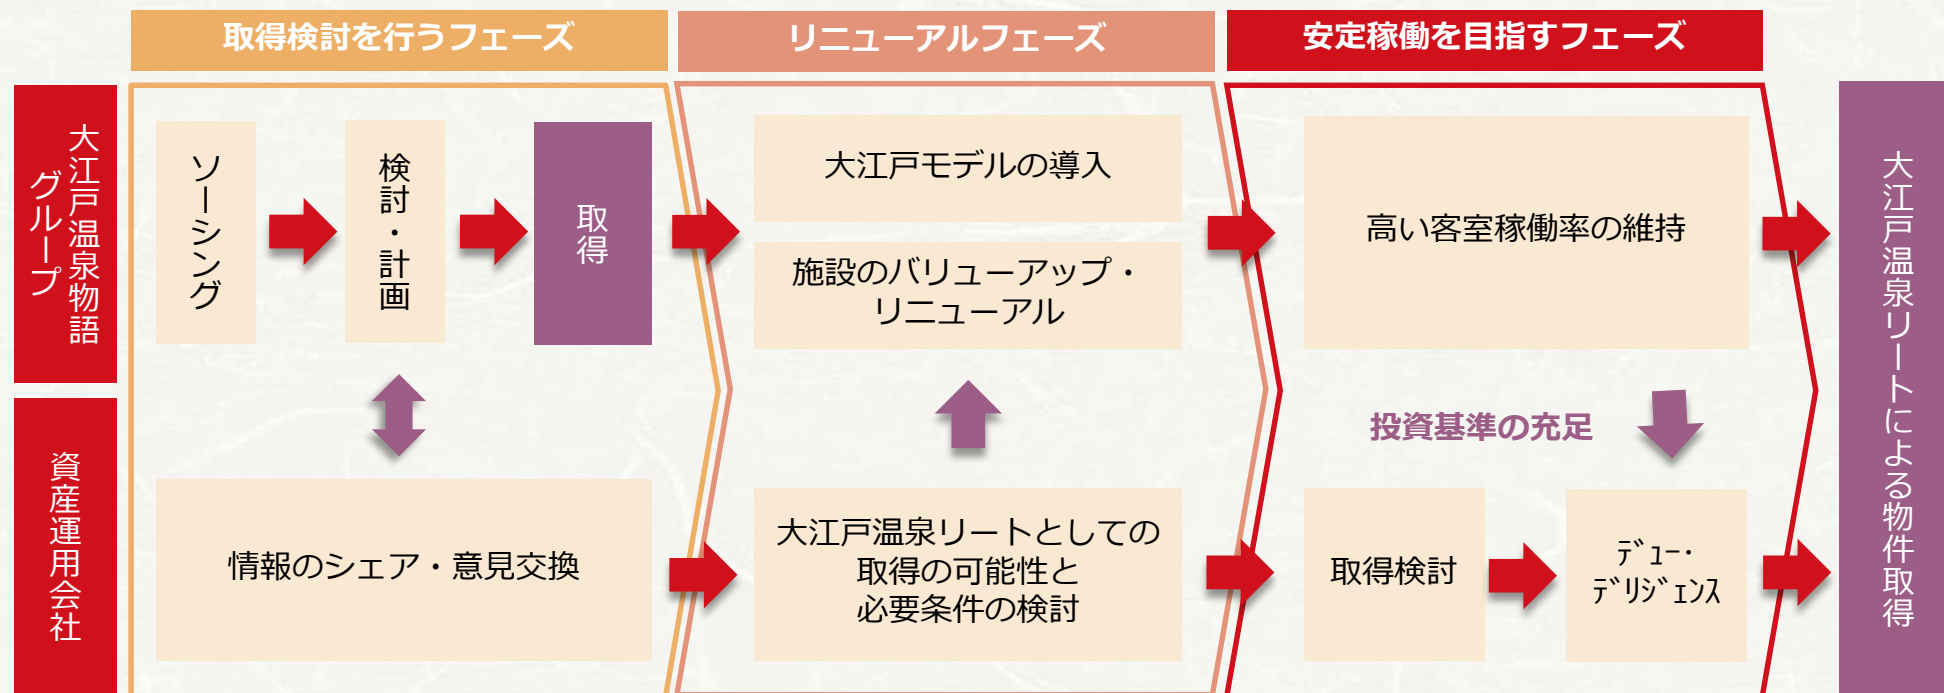 取得検討を行うフェーズ
リニューアルフェーズ
安定稼働を目指すフェーズ
大江戸温泉物語
グループ
ソーシング
検討・計画
取得
大江戸モデルの導入
施設のバリューアップ・
リニューアル
高い客室稼働率の維持
投資基準の充足
資産運用会社
情報のシェア・意見交換
大江戸温泉リートとしての
取得の可能性と
必要条件の検討
取得検討
ﾃﾞｭｰ・
ﾃﾞﾘｼﾞｪﾝｽ
大江戸温泉リートによる物件取得